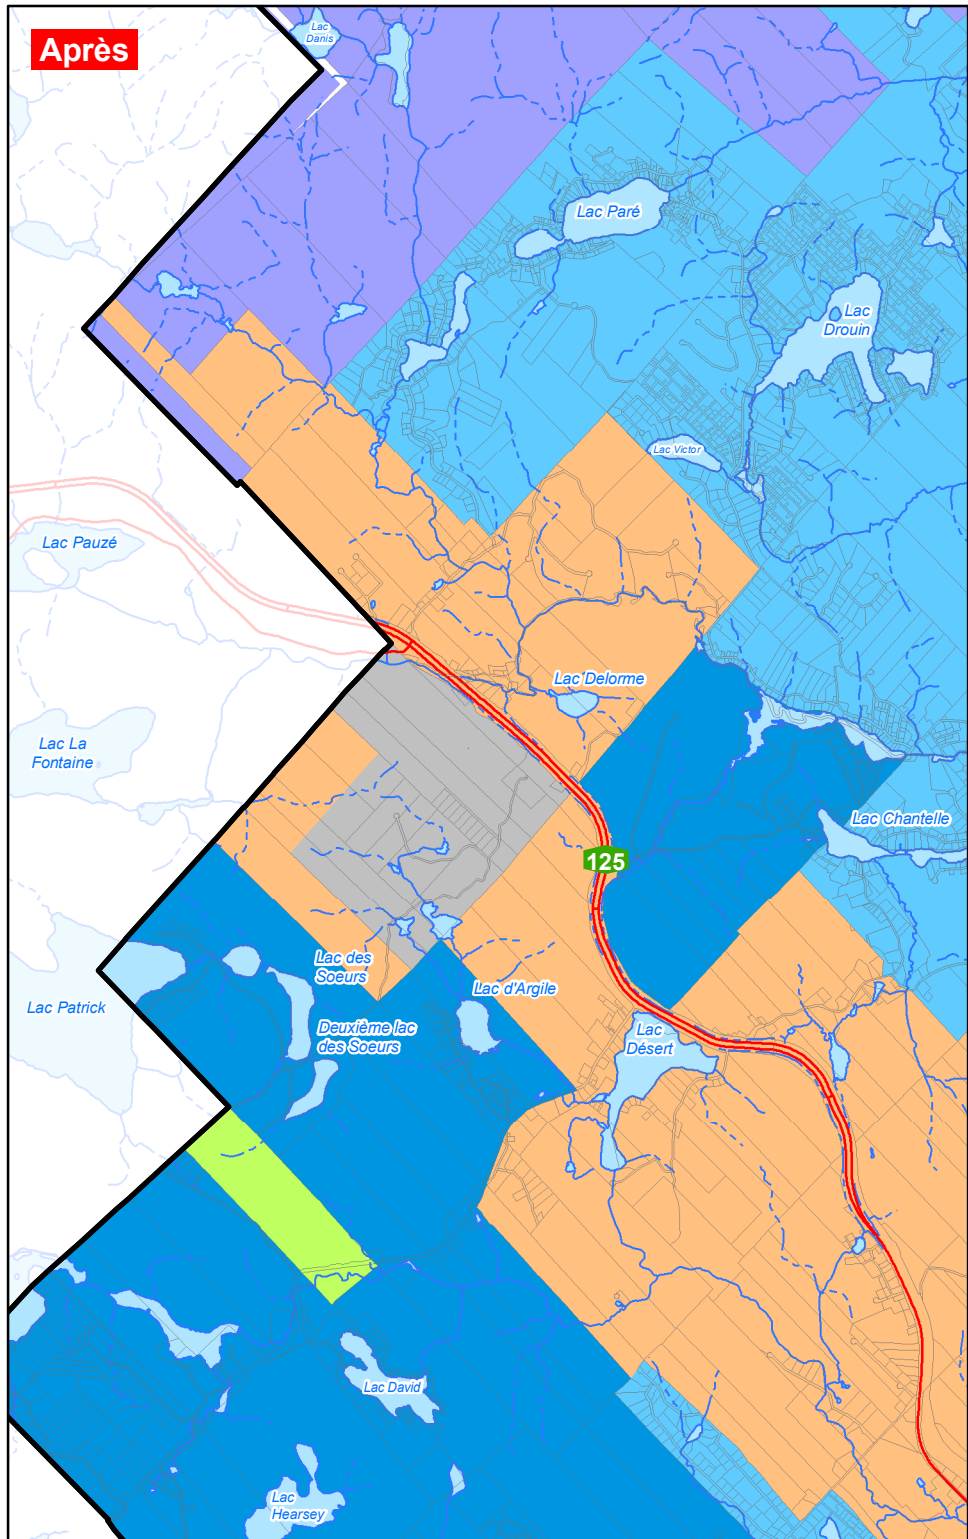 Après
Lac
Danis
Lac Paré
Lac
Drouin
Lac Victor
Lac Pauzé
Lac Delorme
Lac La
Fontaine
Lac Chantelle
125
Lac des
Soeurs
Lac d'Argile
Lac Patrick
Deuxième lac
des Soeurs
Lac
Désert
Lac David
Lac
Hearsey